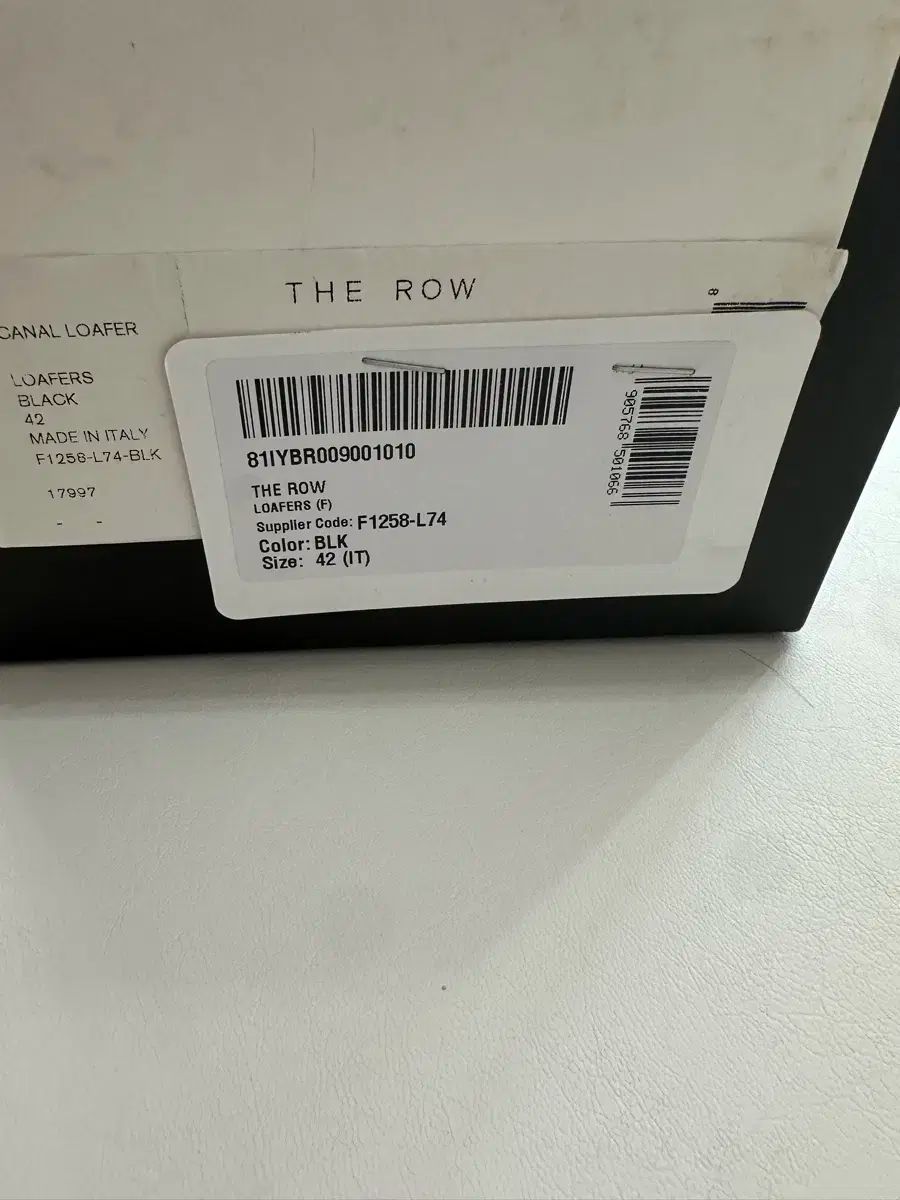 THE ROW
CANAL LOAFER
LOAFERS
BLACK
42
MADE IN ITALY
F1258-L74-BLK
17997
- -
8
81IYBR009001010
THE ROW
LOAFERS (F)
Supplier Code: F1258-L74
Color: BLK
Size: 42 (IT)
905768 501066